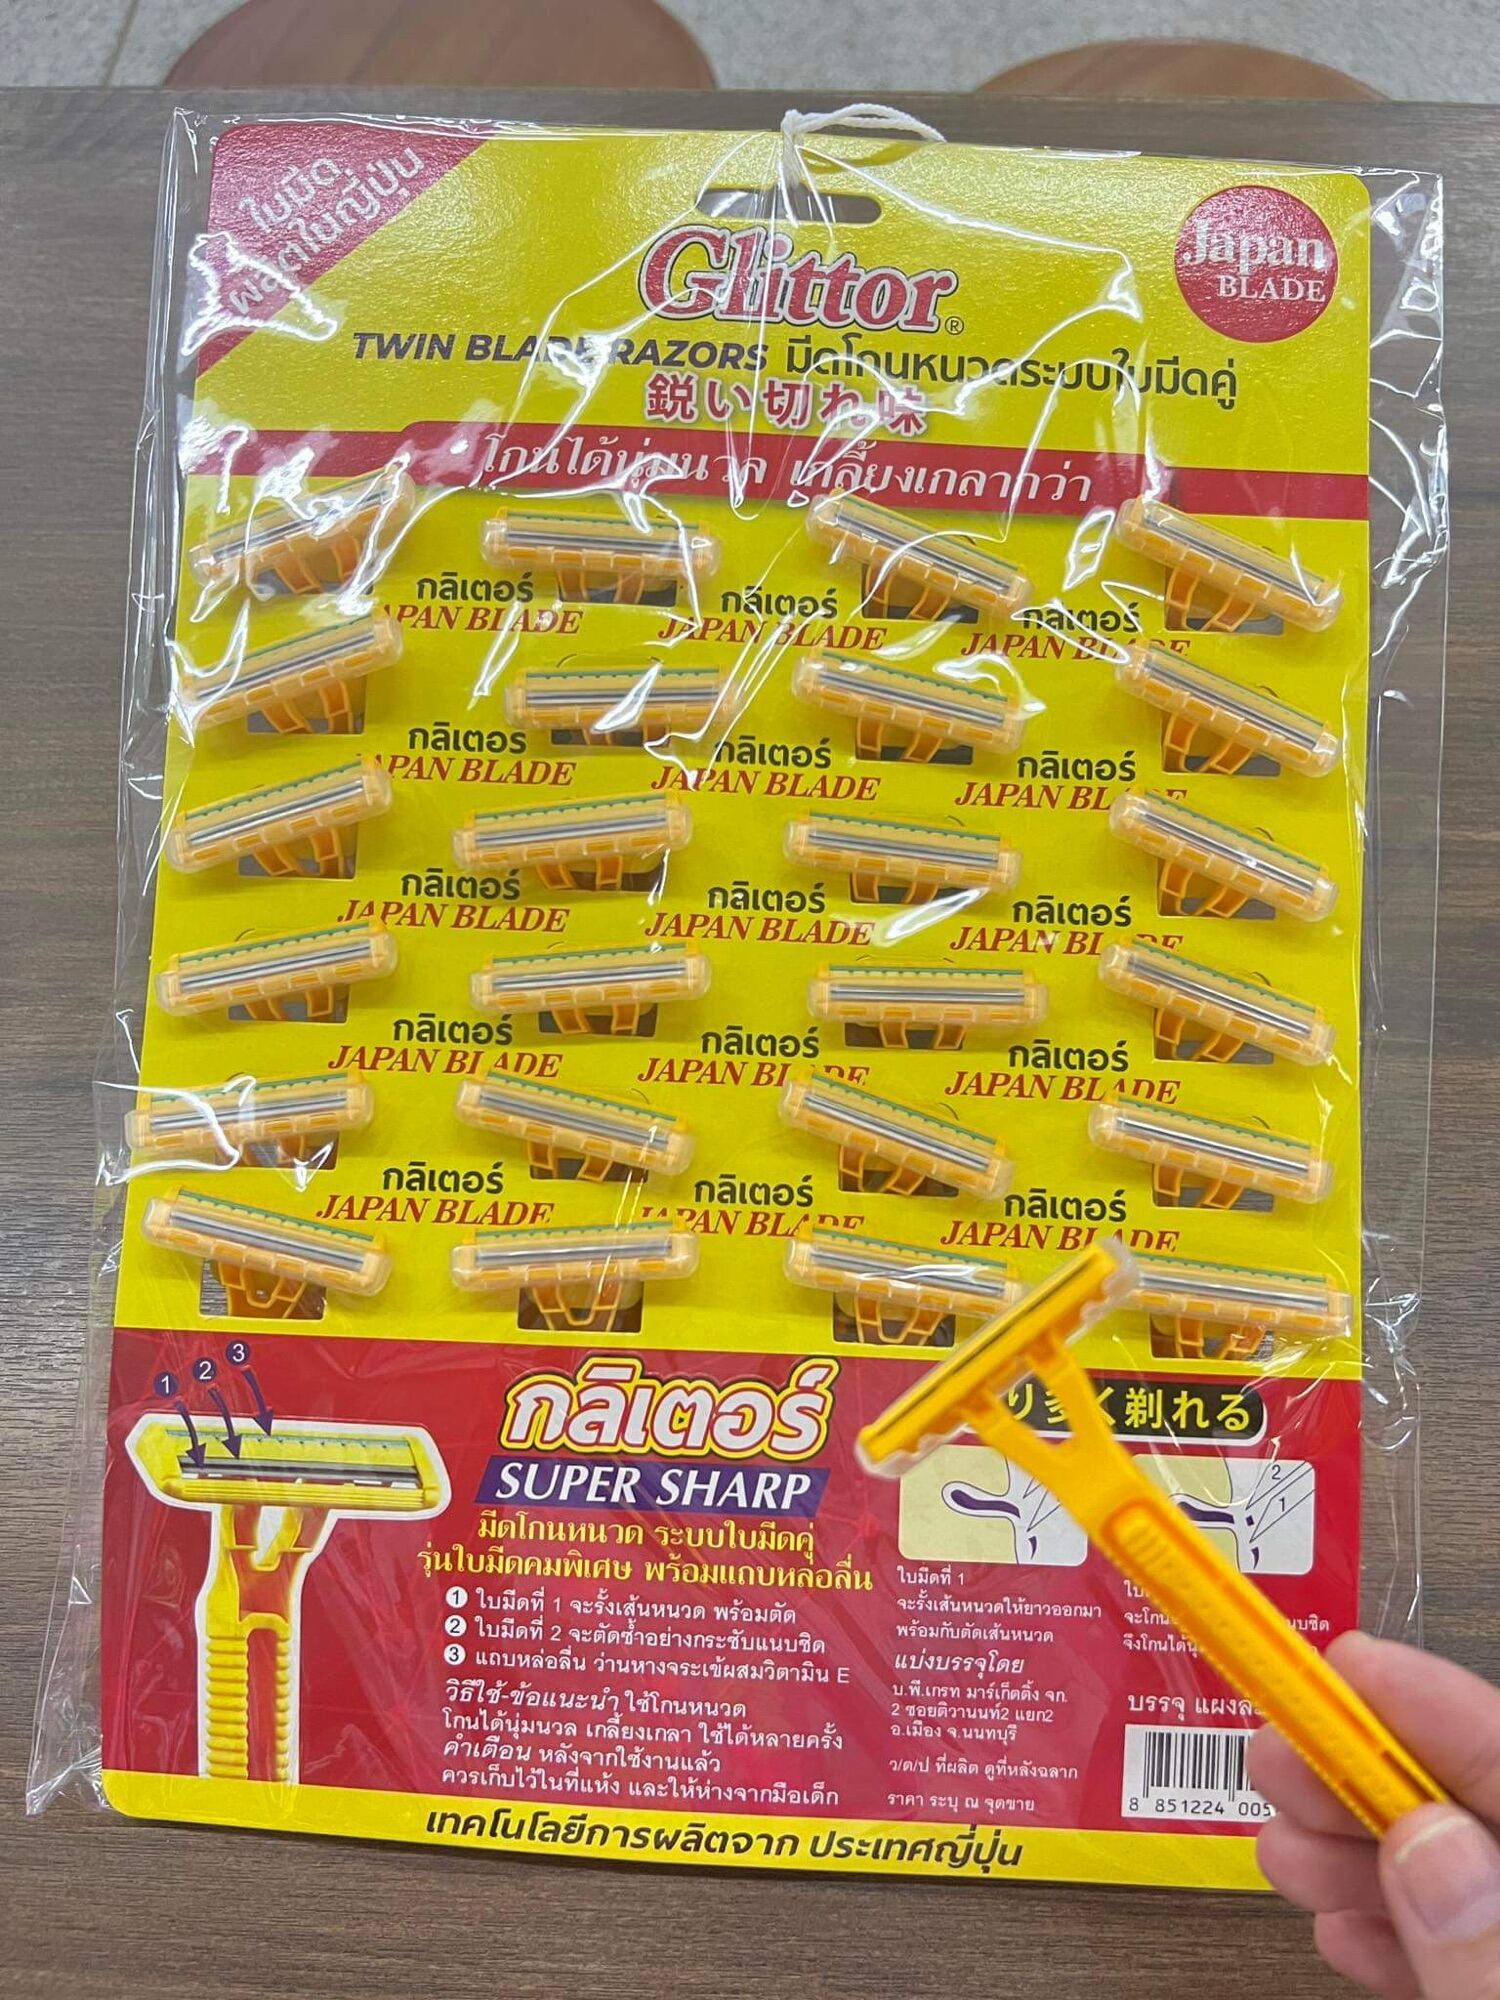 ใบมีด
ผลิตในญี่ปุ่น
Japan
BLADE
Glittor®
TWIN BLADE RAZORS มีดโกนหนวดระบบใบมีดคู่
鋭い切れ味
โกนได้นุ่มนวล เกลี้ยงเกลากว่า
กลิเตอร์ กลิเตอร์ กลิเตอร์
JAPAN BLADE JAPAN BLADE JAPAN BLADE
กลิเตอร์ กลิเตอร์ กลิเตอร์
JAPAN BLADE JAPAN BLADE JAPAN BLADE
กลิเตอร์ กลิเตอร์ กลิเตอร์
JAPAN BLADE JAPAN BLADE JAPAN BLADE
กลิเตอร์ กลิเตอร์ กลิเตอร์
JAPAN BLADE JAPAN BLADE JAPAN BLADE
กลิเตอร์ กลิเตอร์ กลิเตอร์
JAPAN BLADE JAPAN BLADE JAPAN BLADE
1 2 3
กลิเตอร์
SUPER SHARP
มีดโกนหนวด ระบบใบมีดคู่
รุ่นใบมีดคมพิเศษ พร้อมแถบหล่อลื่น
1 ใบมีดที่ 1 จะรั้งเส้นหนวด พร้อมตัด
2 ใบมีดที่ 2 จะตัดซ้ำอย่างกระชับแนบชิด
3 แถบหล่อลื่น ว่านหางจระเข้ผสมวิตามิน E
วิธีใช้-ข้อแนะนำ ใช้โกนหนวด
โกนได้นุ่มนวล เกลี้ยงเกลา ใช้ได้หลายครั้ง
คำเตือน หลังจากใช้งานแล้ว
ควรเก็บไว้ในที่แห้ง และให้ห่างจากมือเด็ก
り多く剃れる
2
1
ใบมีดที่ 1
จะรั้งเส้นหนวดให้ยาวออกมา
พร้อมกับตัดเส้นหนวด
จะโกน แนบชิด
จึงโกนได้
แบ่งบรรจุโดย
บ.พี.เกรท มาร์เก็ตติ้ง จก.
2 ซอยติวานนท์2 แยก2
อ.เมือง จ.นนทบุรี
ว/ด/ป ที่ผลิต ดูที่หลังฉลาก
ราคา ระบุ ณ จุดขาย
บรรจุ แผงละ
8 851224 005
เทคโนโลยีการผลิตจาก ประเทศญี่ปุ่น